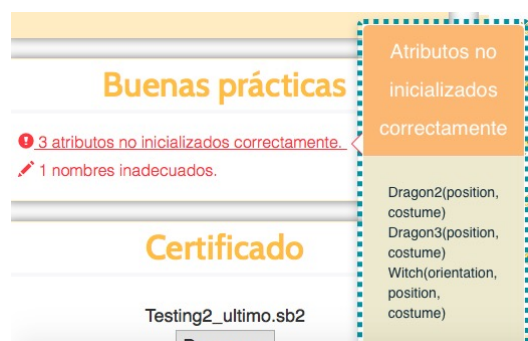 Buenas prácticas
3 atributos no inicializados correctamente.
1 nombres inadecuados.
Certificado
Testing2_ultimo.sb2
Atributos no
inicializados
correctamente
Dragon2(position,
costume)
Dragon3(position,
costume)
Witch(orientation,
position,
costume)